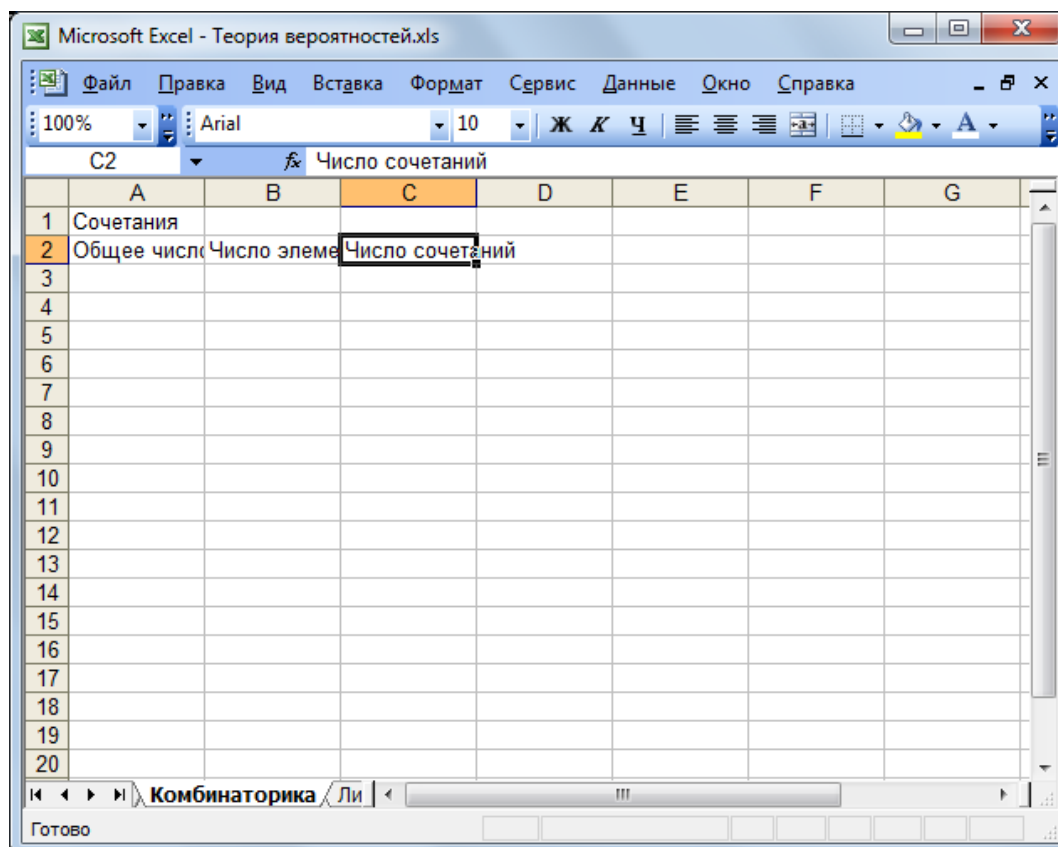 Microsoft Excel - Теория вероятностей.xls
Файл Правка Вид Вставка Формат Сервис Данные Окно Справка
100% Arial 10 Ж К Ч A
C2 fx Число сочетаний
A B C D E F G
1 Сочетания
2 Общее число Число элеме Число сочетаний
3
4
5
6
7
8
9
10
11
12
13
14
15
16
17
18
19
20
Комбинаторика Ли
Готово